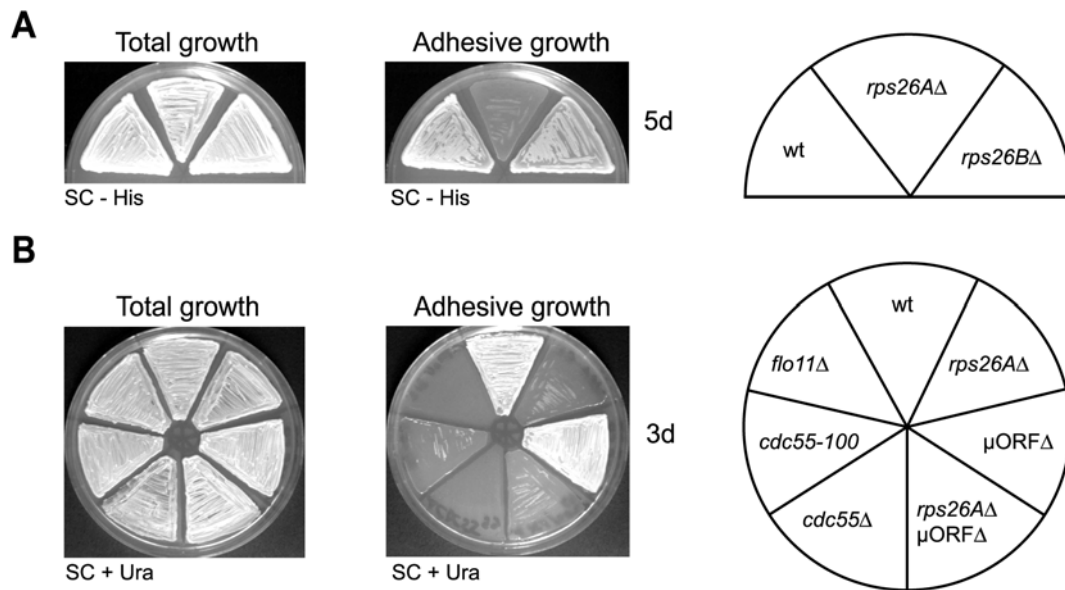 A
Total growth
Adhesive growth
5d
SC - His
SC - His
wt
rps26AΔ
rps26BΔ
B
Total growth
Adhesive growth
3d
SC + Ura
SC + Ura
wt
flo11Δ
rps26AΔ
cdc55-100
μORFΔ
cdc55Δ
rps26AΔ
μORFΔ